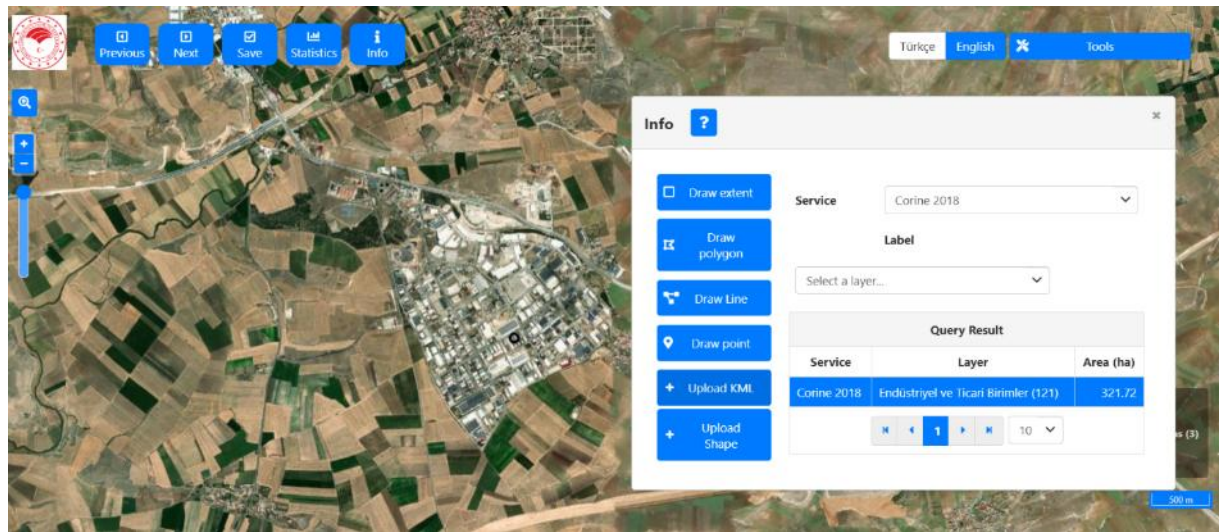 Previous
Next
Save
Statistics
Info
Türkçe
English
Tools
Info
?
Draw extent
Draw
polygon
Draw Line
Draw point
Upload KML
Upload
Shape
Service
Corine 2018
Label
Select a layer...
Query Result
Service Layer Area (ha)
Corine 2018 Endüstriyel ve Ticari Birimler (121) 321.72
1
10
s (3)
500 m